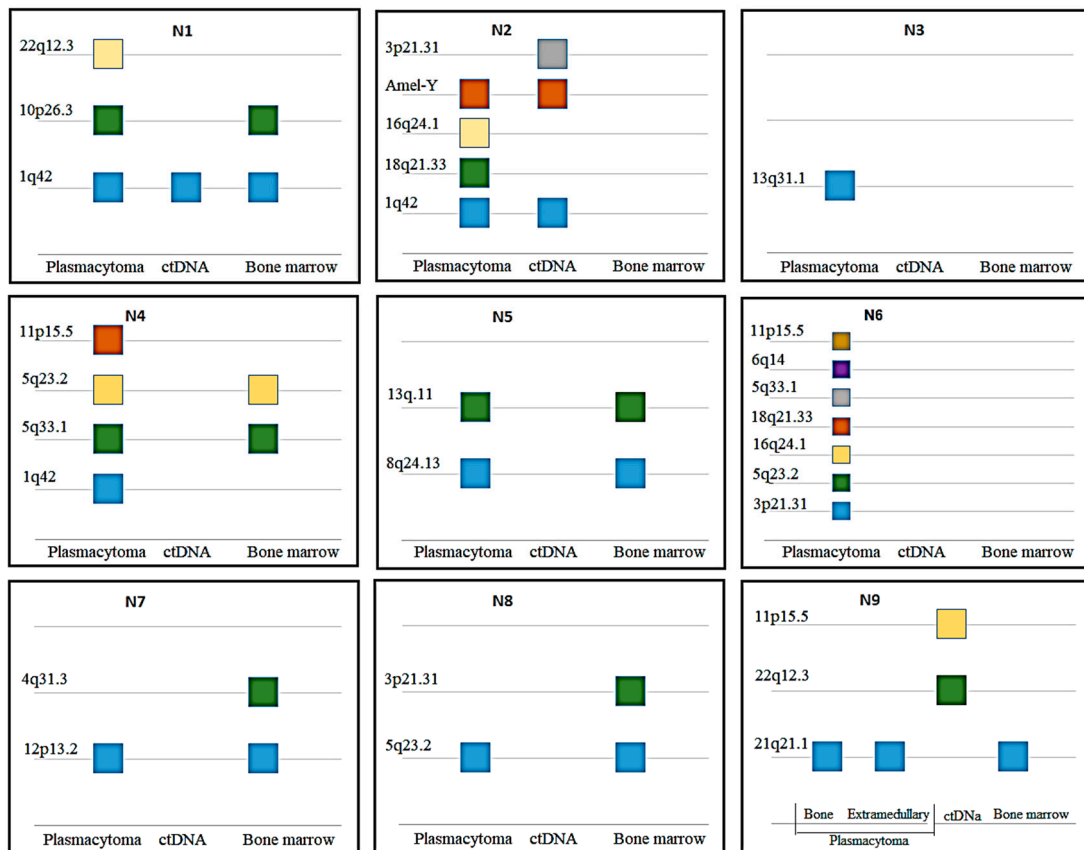 N1
22q12.3
10p26.3
1q42
Plasmacytoma ctDNA Bone marrow
N2
3p21.31
Amel-Y
16q24.1
18q21.33
1q42
Plasmacytoma ctDNA Bone marrow
N3
13q31.1
Plasmacytoma ctDNA Bone marrow
N4
11p15.5
5q23.2
5q33.1
1q42
Plasmacytoma ctDNA Bone marrow
N5
13q.11
8q24.13
Plasmacytoma ctDNA Bone marrow
N6
11p15.5
6q14
5q33.1
18q21.33
16q24.1
5q23.2
3p21.31
Plasmacytoma ctDNA Bone marrow
N7
4q31.3
12p13.2
Plasmacytoma ctDNA Bone marrow
N8
3p21.31
5q23.2
Plasmacytoma ctDNA Bone marrow
N9
11p15.5
22q12.3
21q21.1
Bone Extramedullary ctDNa Bone marrow
Plasmacytoma